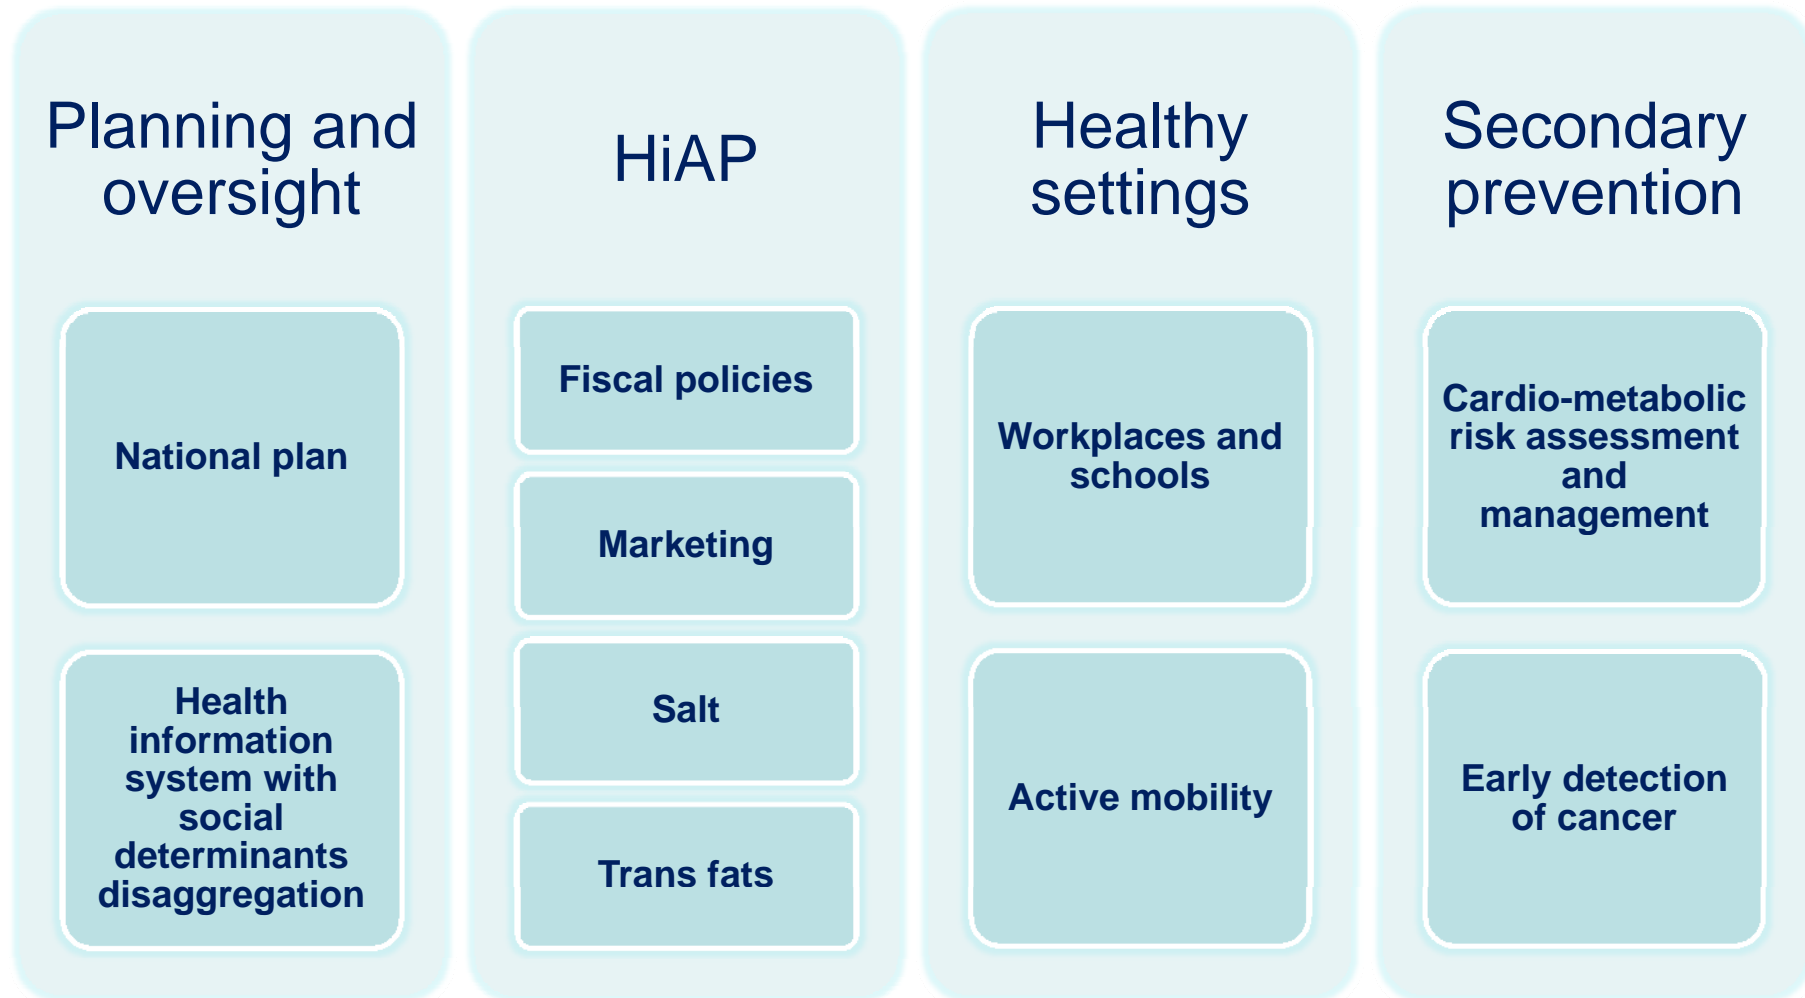 Planning and
oversight
National plan
Health
information
system with
social
determinants
disaggregation
HiAP
Fiscal policies
Marketing
Salt
Trans fats
Healthy
settings
Workplaces and
schools
Active mobility
Secondary
prevention
Cardio-metabolic
risk assessment
and
management
Early detection
of cancer